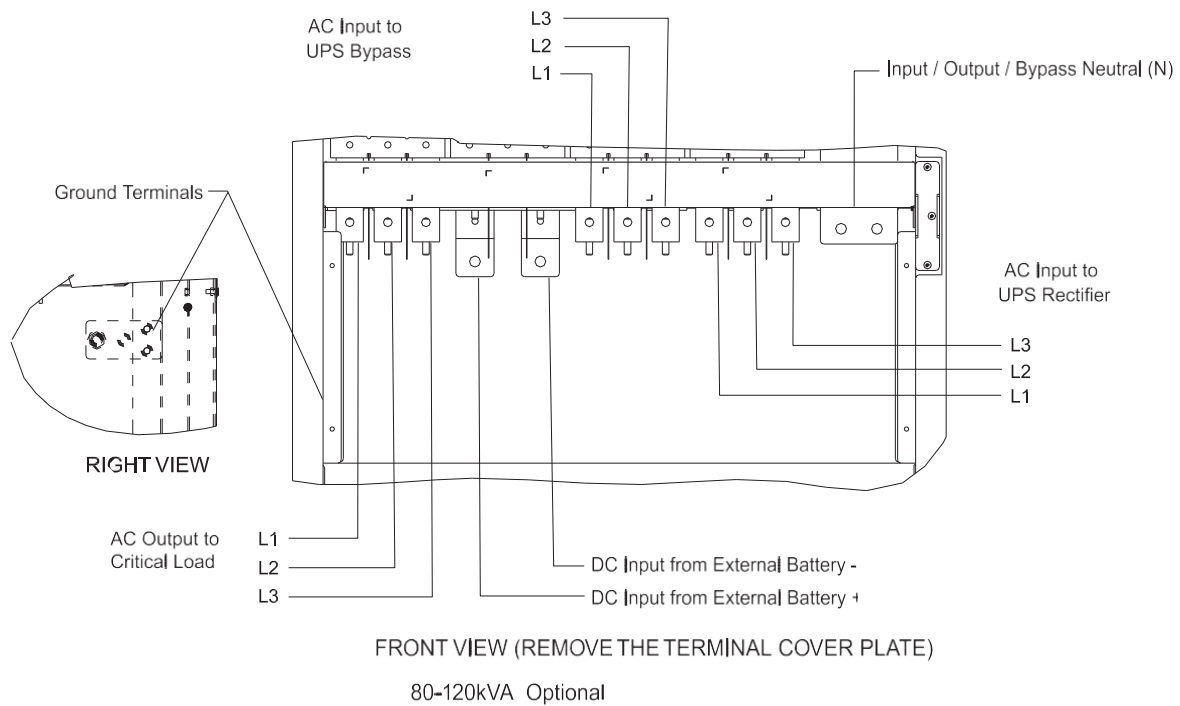 AC Input to
UPS Bypass
L3
L2
L1
Input / Output / Bypass Neutral (N)
Ground Terminals
AC Input to
UPS Rectifier
L3
L2
L1
RIGHT VIEW
AC Output to
Critical Load
L1
L2
L3
DC Input from External Battery -
DC Input from External Battery +
FRONT VIEW (REMOVE THE TERMINAL COVER PLATE)
80-120kVA Optional